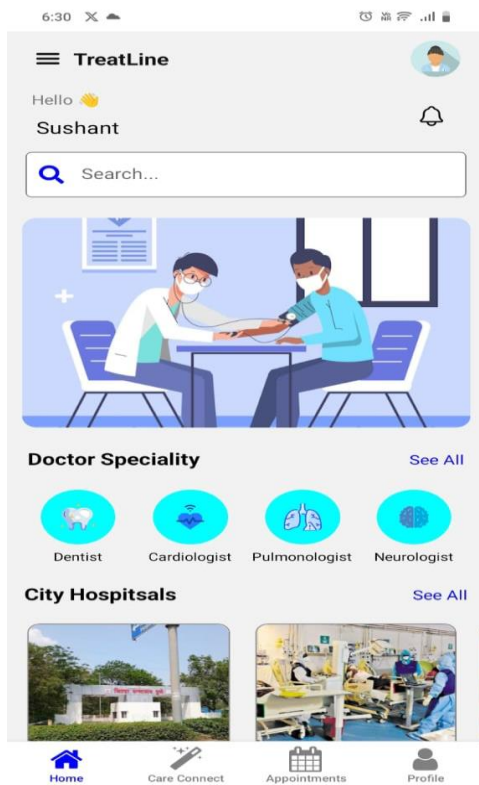 6:30
TreatLine
Hello 👋
Sushant
Search...
Doctor Speciality See All
Dentist Cardiologist Pulmonologist Neurologist
City Hospitsals See All
Home Care Connect Appointments Profile